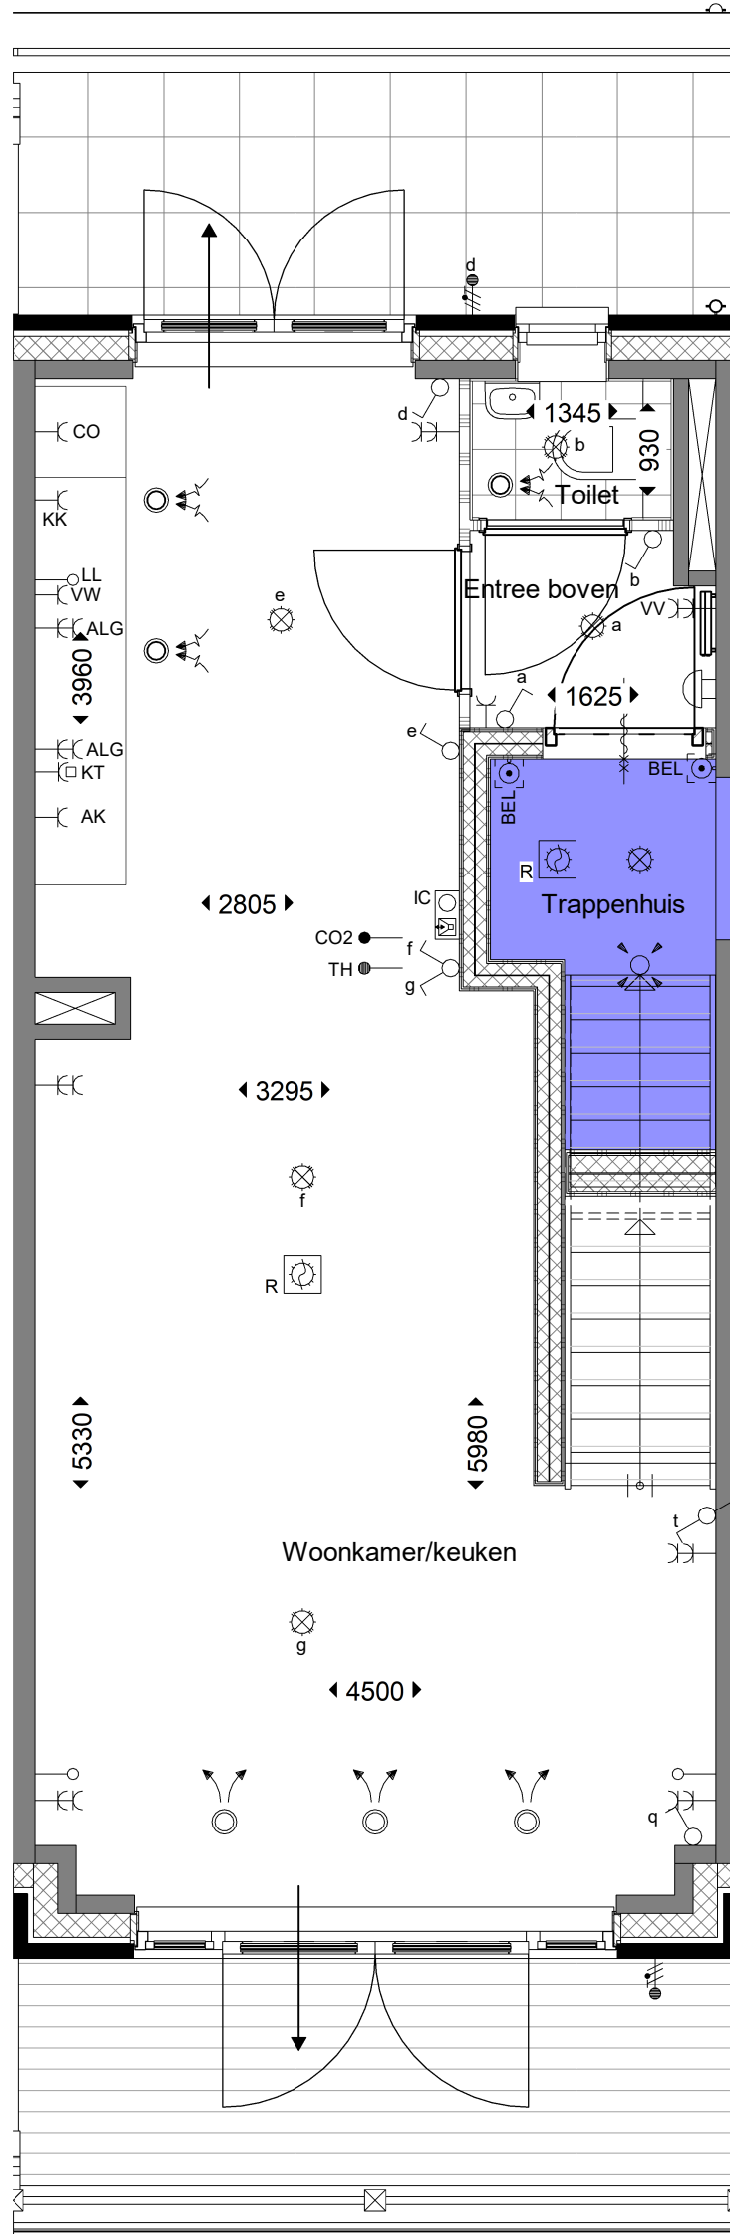 d
d
CO
1345
930
b
KK
Toilet
LL
VW
e
Entree boven
b
VV
ALG
a
3960
a
1625
e
ALG
KT
BEL
BEL
AK
R
IC
2805
Trappenhuis
CO2
f
TH
g
3295
f
R
5330
5980
t
Woonkamer/keuken
g
4500
q